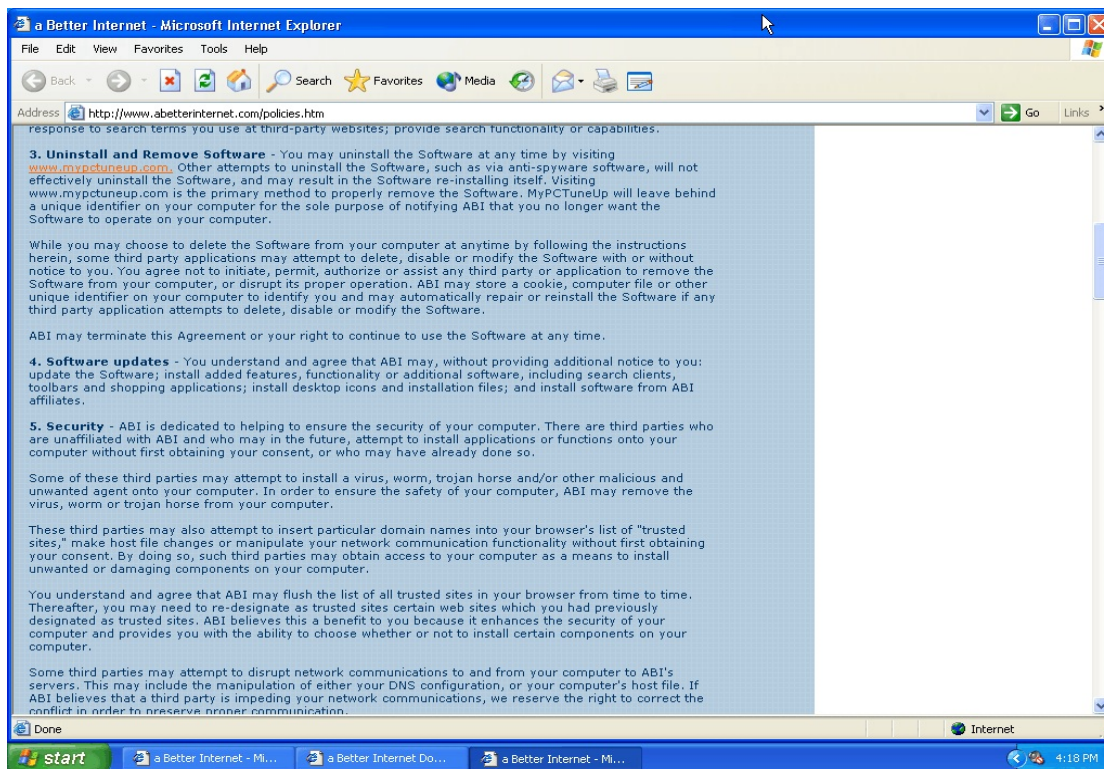 a Better Internet - Microsoft Internet Explorer
File Edit View Favorites Tools Help
Back Search Favorites Media
Address http://www.abetterinternet.com/policies.htm Go Links
response to search terms you use at third-party websites; provide search functionality or capabilities.
3. Uninstall and Remove Software - You may uninstall the Software at any time by visiting
www.mypctuneup.com. Other attempts to uninstall the Software, such as via anti-spyware software, will not
effectively uninstall the Software, and may result in the Software re-installing itself. Visiting
www.mypctuneup.com is the primary method to properly remove the Software. MyPCTuneUp will leave behind
a unique identifier on your computer for the sole purpose of notifying ABI that you no longer want the
Software to operate on your computer.
While you may choose to delete the Software from your computer at anytime by following the instructions
herein, some third party applications may attempt to delete, disable or modify the Software with or without
notice to you. You agree not to initiate, permit, authorize or assist any third party or application to remove the
Software from your computer, or disrupt its proper operation. ABI may store a cookie, computer file or other
unique identifier on your computer to identify you and may automatically repair or reinstall the Software if any
third party application attempts to delete, disable or modify the Software.
ABI may terminate this Agreement or your right to continue to use the Software at any time.
4. Software updates - You understand and agree that ABI may, without providing additional notice to you:
update the Software; install added features, functionality or additional software, including search clients,
toolbars and shopping applications; install desktop icons and installation files; and install software from ABI
affiliates.
5. Security - ABI is dedicated to helping to ensure the security of your computer. There are third parties who
are unaffiliated with ABI and who may in the future, attempt to install applications or functions onto your
computer without first obtaining your consent, or who may have already done so.
Some of these third parties may attempt to install a virus, worm, trojan horse and/or other malicious and
unwanted agent onto your computer. In order to ensure the safety of your computer, ABI may remove the
virus, worm or trojan horse from your computer.
These third parties may also attempt to insert particular domain names into your browser's list of "trusted
sites," make host file changes or manipulate your network communication functionality without first obtaining
your consent. By doing so, such third parties may obtain access to your computer as a means to install
unwanted or damaging components on your computer.
You understand and agree that ABI may flush the list of all trusted sites in your browser from time to time.
Thereafter, you may need to re-designate as trusted sites certain web sites which you had previously
designated as trusted sites. ABI believes this a benefit to you because it enhances the security of your
computer and provides you with the ability to choose whether or not to install certain components on your
computer.
Some third parties may attempt to disrupt network communications to and from your computer to ABI's
servers. This may include the manipulation of either your DNS configuration, or your computer's host file. If
ABI believes that a third party is impeding your network communications, we reserve the right to correct the
conflict in order to preserve proper communication.
Done Internet
start a Better Internet - Mi... a Better Internet Do... a Better Internet - Mi... 4:18 PM